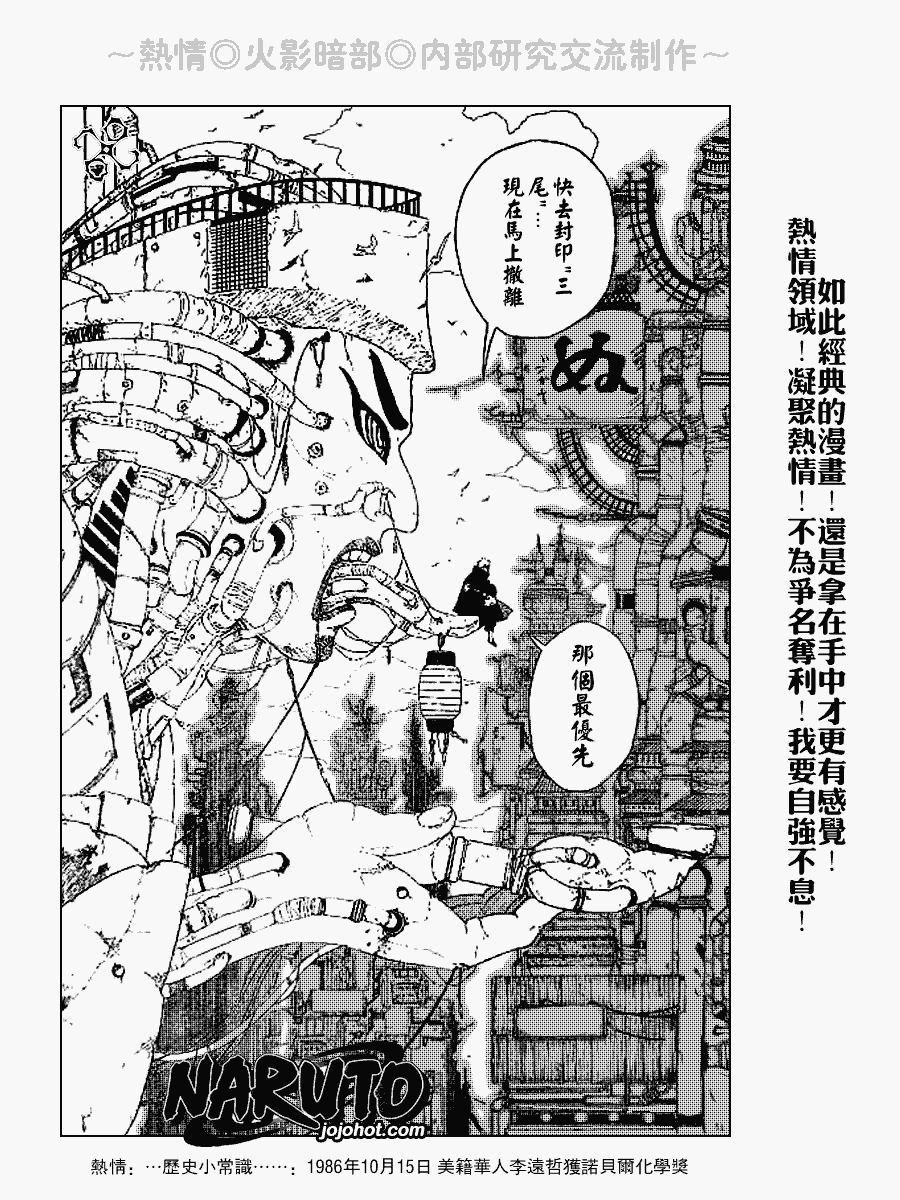 ～熱情◎火影暗部◎内部研究交流制作～
快去封印"三
尾"…
現在馬上撤離
ぬ
那個最優先
如此經典的漫畫！還是拿在手中才更有感覺！
熱情領域！凝聚熱情！不為爭名奪利！我要自強不息！
NARUTO
jojohot.com
熱情：…歷史小常識……：1986年10月15日 美籍華人李遠哲獲諾貝爾化學獎